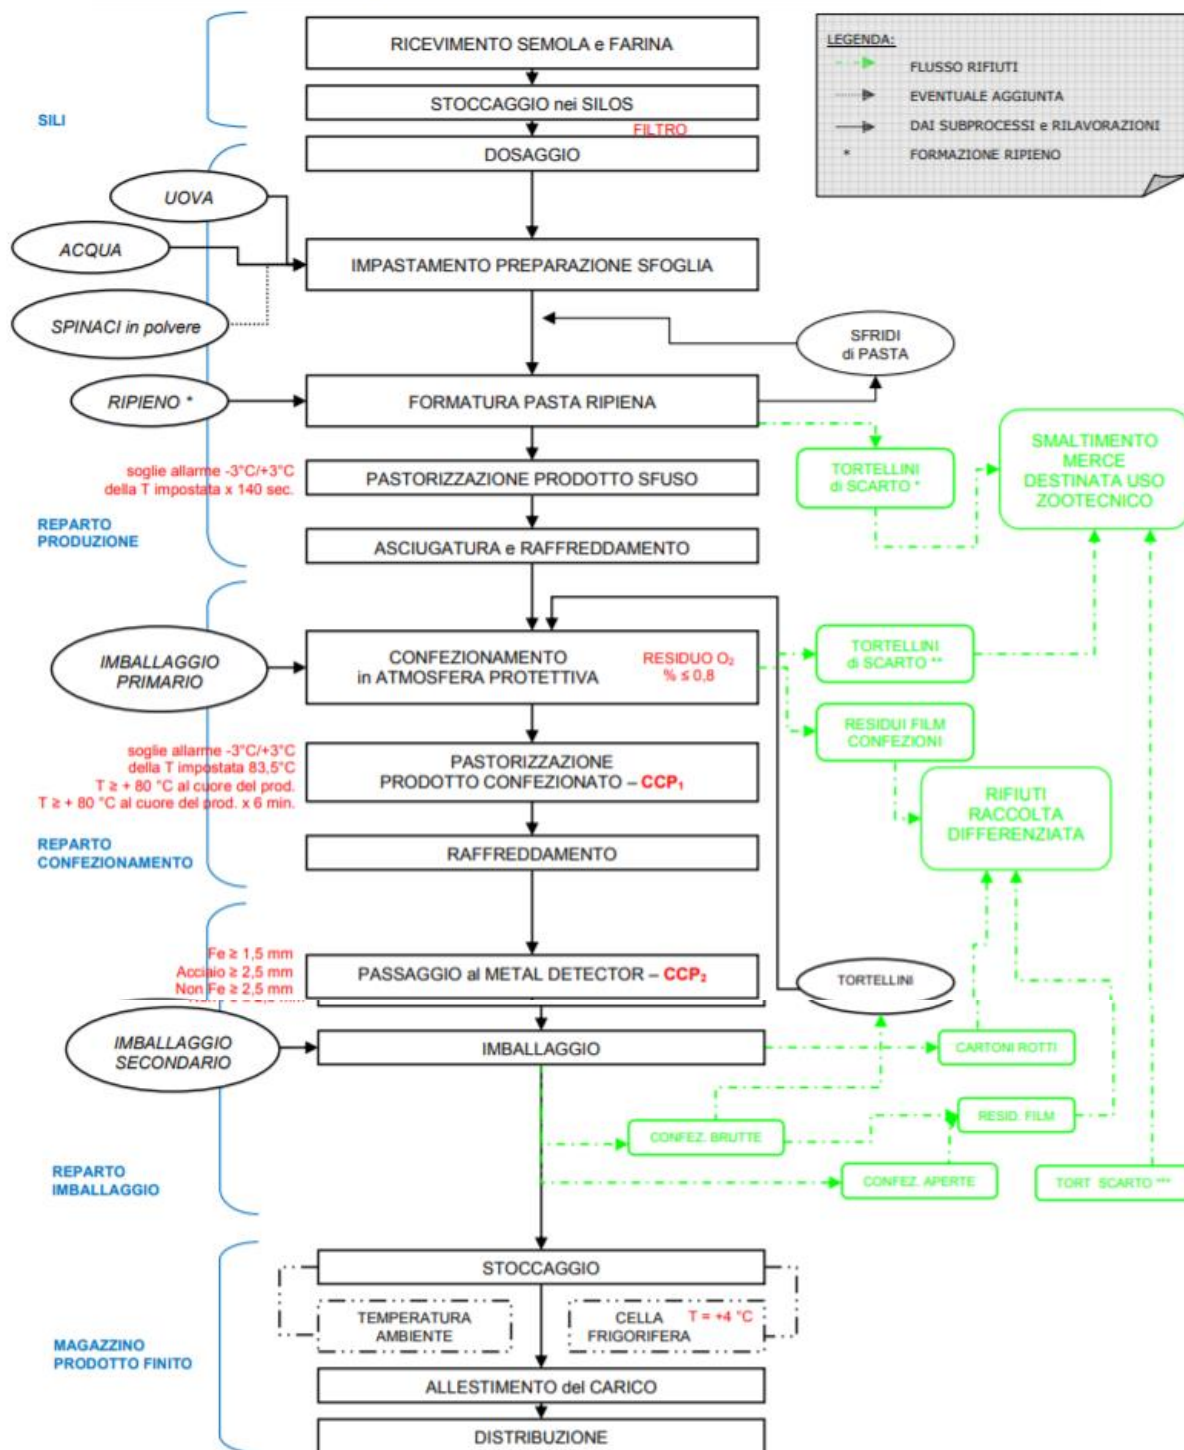 RICEVIMENTO SEMOLA e FARINA
LEGENDA:
FLUSSO RIFIUTI
EVENTUALE AGGIUNTA
DAI SUBPROCESSI e RILAVORAZIONI
* FORMAZIONE RIPIENO
STOCCAGGIO nei SILOS
SILI
FILTRO
DOSAGGIO
UOVA
ACQUA
IMPASTAMENTO PREPARAZIONE SFOGLIA
SPINACI in polvere
SFRIDI
di PASTA
RIPIENO *
FORMATURA PASTA RIPIENA
SMALTIMENTO
MERCE
DESTINATA USO
ZOOTECNICO
TORTELLINI
di SCARTO *
soglie allarme -3°C/+3°C
della T impostata x 140 sec.
PASTORIZZAZIONE PRODOTTO SFUSO
REPARTO
PRODUZIONE
ASCIUGATURA e RAFFREDDAMENTO
IMBALLAGGIO
PRIMARIO
CONFEZIONAMENTO
in ATMOSFERA PROTETTIVA
RESIDUO O₂
% ≤ 0,8
TORTELLINI
di SCARTO **
RESIDUI FILM
CONFEZIONI
soglie allarme -3°C/+3°C
della T impostata 83,5°C
T ≥ + 80 °C al cuore del prod.
T ≥ + 80 °C al cuore del prod. x 6 min.
PASTORIZZAZIONE
PRODOTTO CONFEZIONATO – CCP₁
RIFIUTI
RACCOLTA
DIFFERENZIATA
REPARTO
CONFEZIONAMENTO
RAFFREDDAMENTO
Fe ≥ 1,5 mm
Acciaio ≥ 2,5 mm
Non Fe ≥ 2,5 mm
PASSAGGIO al METAL DETECTOR – CCP₂
TORTELLINI
IMBALLAGGIO
SECONDARIO
IMBALLAGGIO
CARTONI ROTTI
CONFEZ. BRUTTE
RESID. FILM
CONFEZ. APERTE
TORT SCARTO ***
REPARTO
IMBALLAGGIO
STOCCAGGIO
TEMPERATURA
AMBIENTE
CELLA
FRIGORIFERA
T = +4 °C
MAGAZZINO
PRODOTTO FINITO
ALLESTIMENTO del CARICO
DISTRIBUZIONE